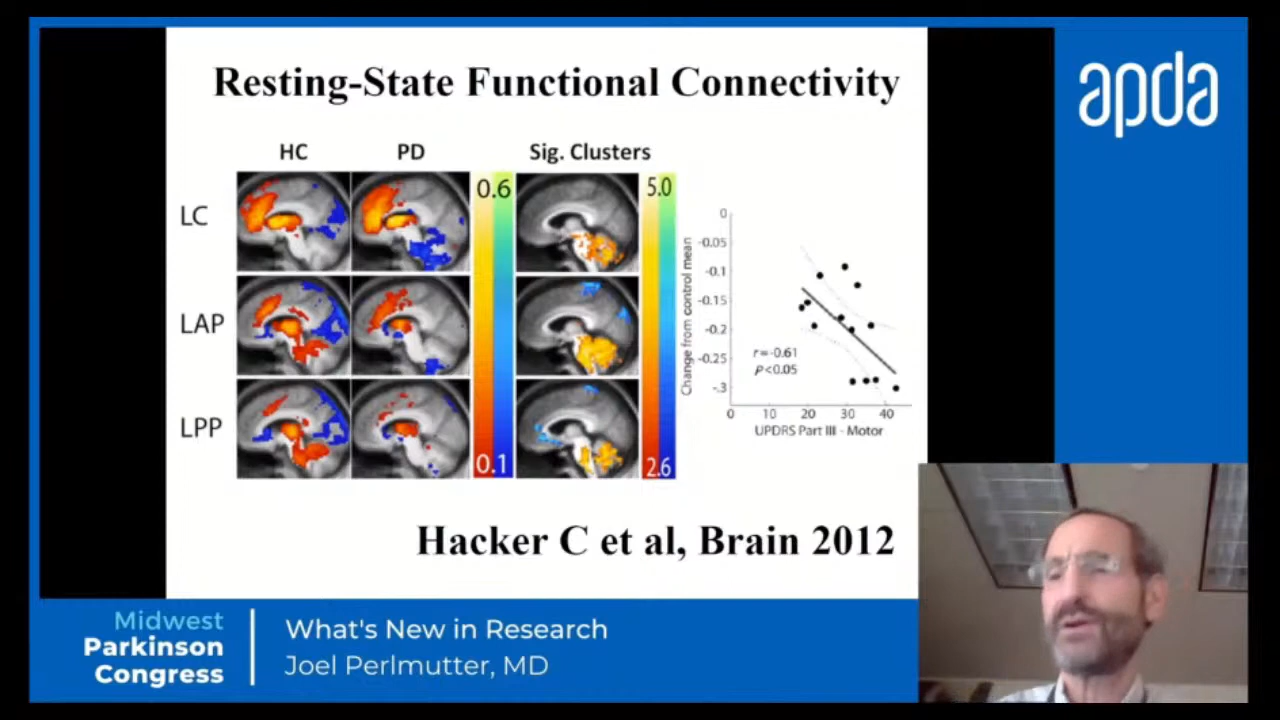 Resting-State Functional Connectivity
apda
HC PD Sig. Clusters
LC
LAP
LPP
0.6
0.1
5.0
2.6
Change from control mean
0
-0.05
-0.1
-0.15
-0.2
-0.25
-.3
r=-0.61
P<0.05
0 10 20 30 40
UPDRS Part III - Motor
Hacker C et al, Brain 2012
Midwest
Parkinson
Congress
What's New in Research
Joel Perlmutter, MD